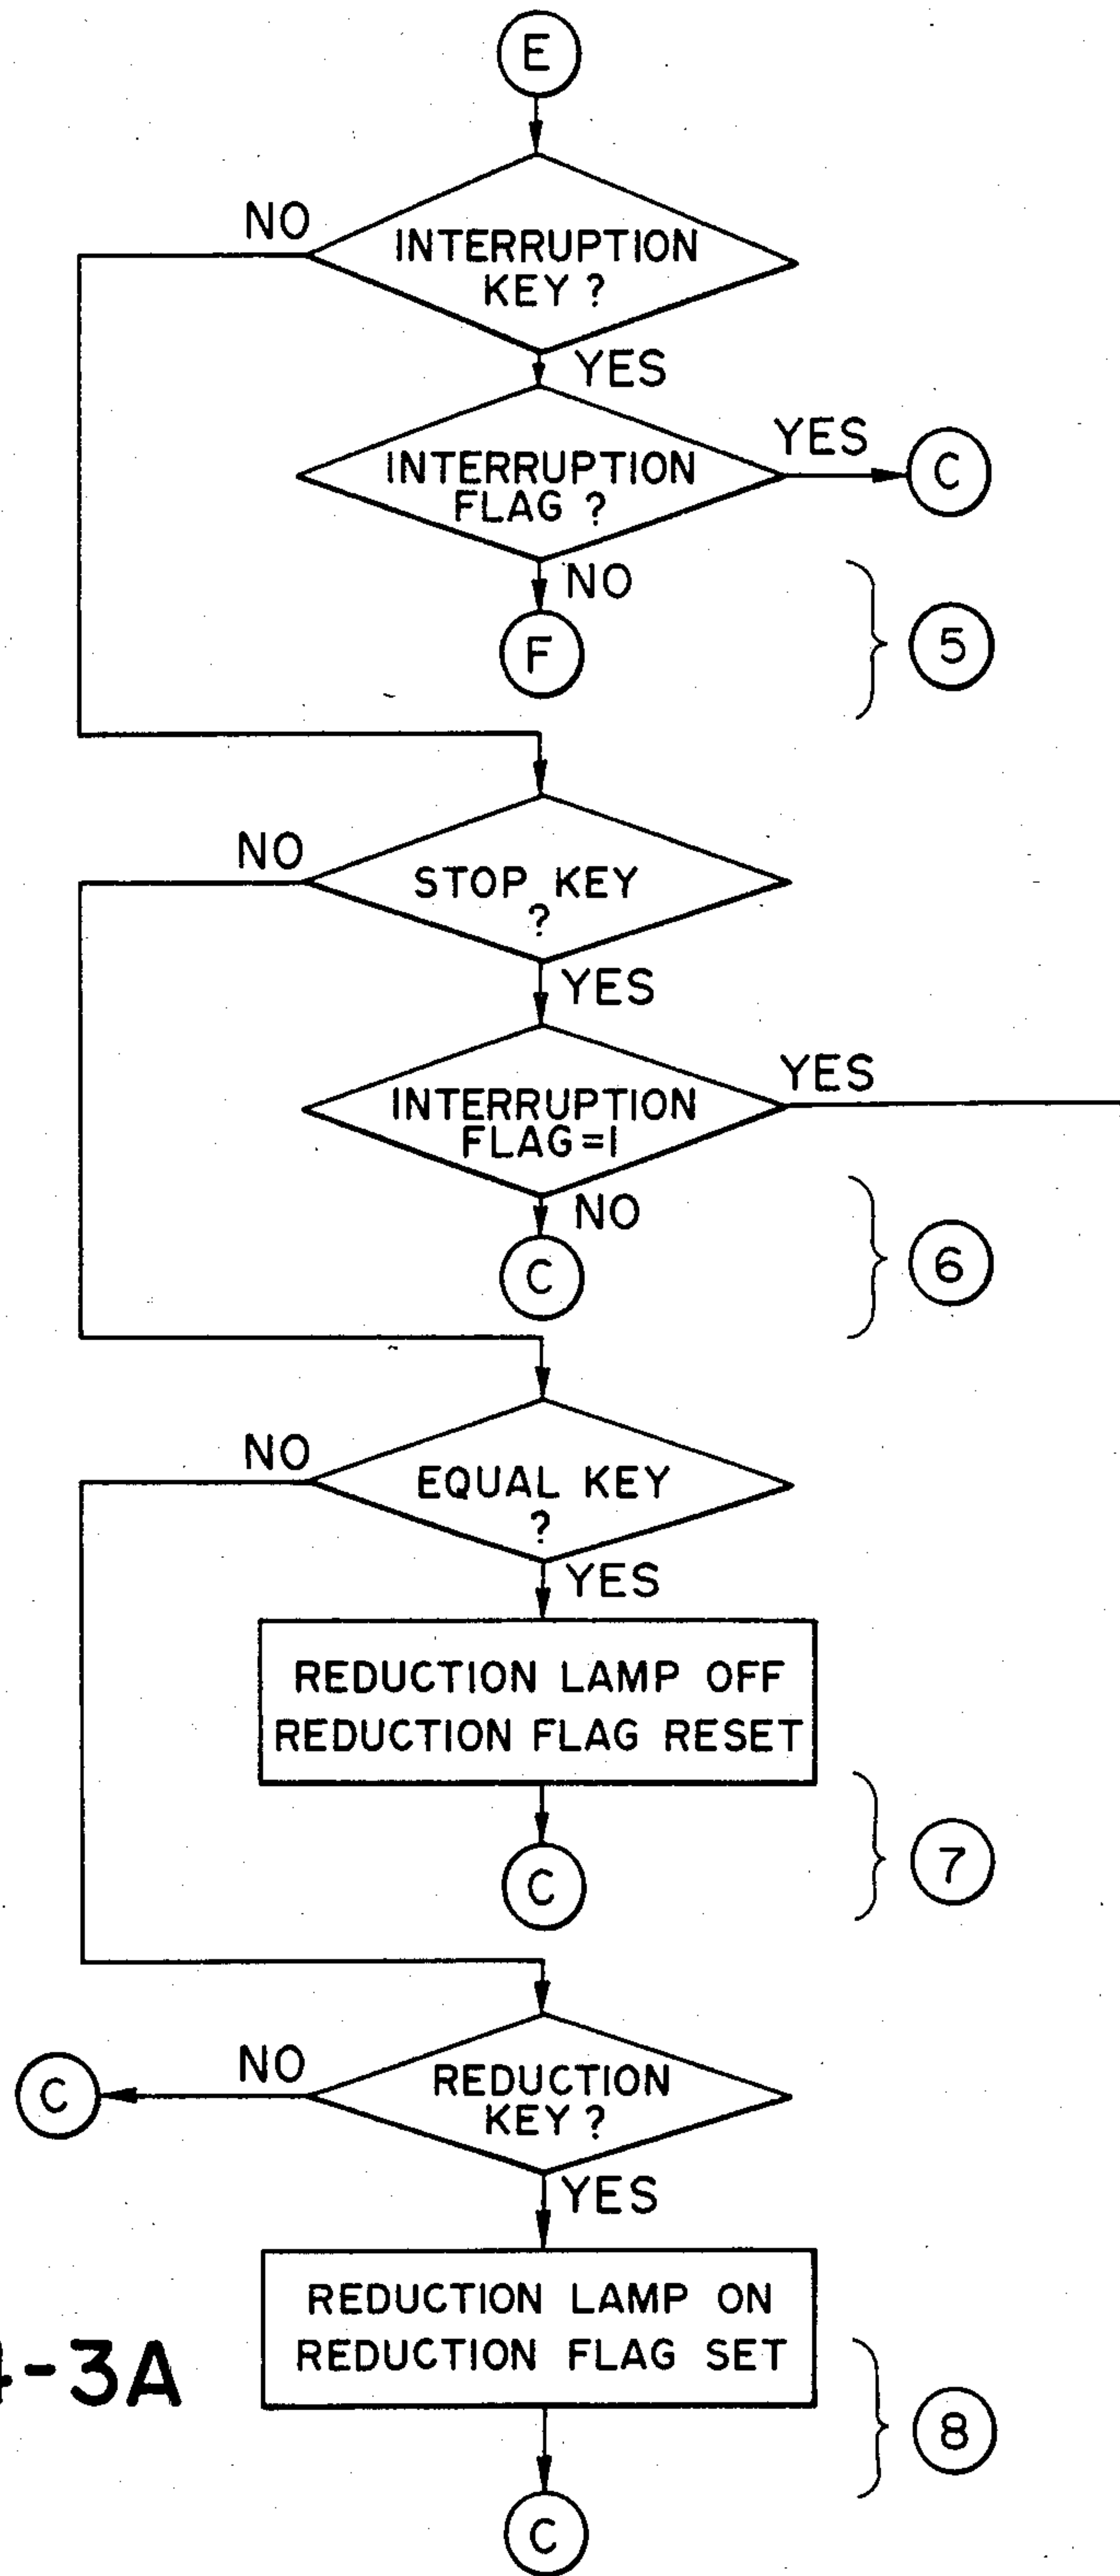 E
NO
INTERRUPTION
KEY ?
YES
INTERRUPTION
FLAG ?
YES
C
NO
F
5
NO
STOP KEY
?
YES
INTERRUPTION
FLAG=1
YES
NO
C
6
NO
EQUAL KEY
?
YES
REDUCTION LAMP OFF
REDUCTION FLAG RESET
C
7
C
NO
REDUCTION
KEY ?
YES
REDUCTION LAMP ON
REDUCTION FLAG SET
-3A
8
C